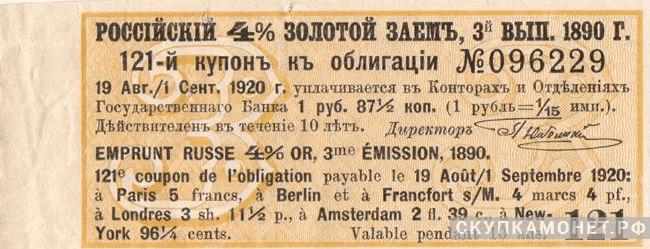 РОССІЙСКІЙ 4% ЗОЛОТОЙ ЗАЕМЪ, 3й ВЫП. 1890 Г.
121-й купонъ къ облигаціи №096229
19 Авг./1 Сент. 1920 г. уплачивается въ Конторахъ и Отдѣленіяхъ
Государственнаго Банка 1 руб. 87½ коп. (1 рубль=1/15 имп.).
Дѣйствителенъ въ теченіе 10 лѣтъ. Директоръ
EMPRUNT RUSSE 4% OR, 3me ÉMISSION, 1890.
121e coupon de l'obligation payable le 19 Août/1 Septembre 1920:
à Paris 5 francs, à Berlin et à Francfort s/M. 4 marcs 4 pf.,
à Londres 3 sh. 11½ p., à Amsterdam 2 fl. 39 c., à New-
York 96¼ cents. Valable 121
СКУПКАМОНЕТ.РФ